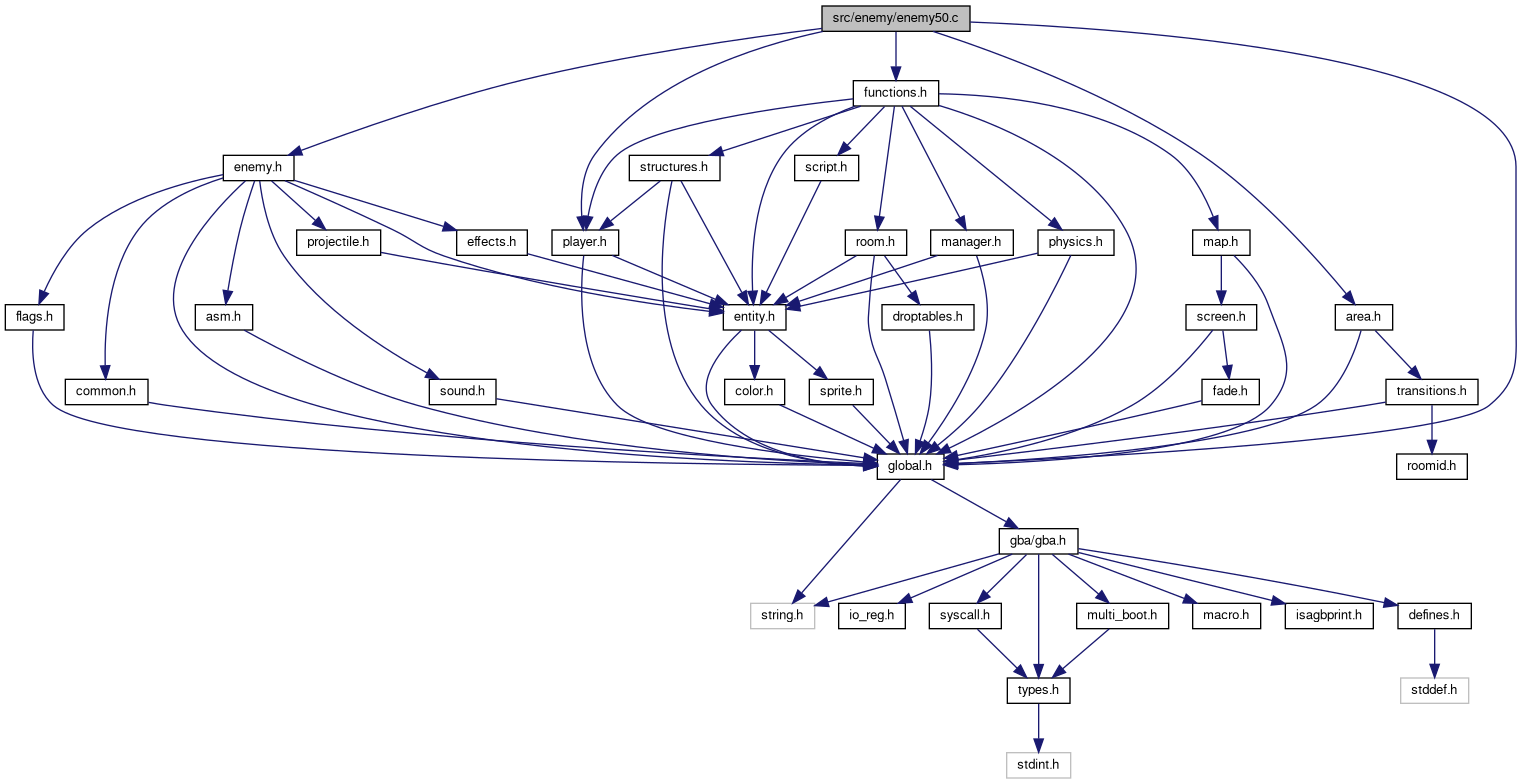 src/enemy/enemy50.c
functions.h
enemy.h
structures.h
script.h
projectile.h
effects.h
player.h
room.h
manager.h
physics.h
map.h
flags.h
asm.h
entity.h
droptables.h
screen.h
area.h
common.h
sound.h
color.h
sprite.h
fade.h
transitions.h
global.h
roomid.h
gba/gba.h
string.h
io_reg.h
syscall.h
multi_boot.h
macro.h
isagbprint.h
defines.h
types.h
stddef.h
stdint.h